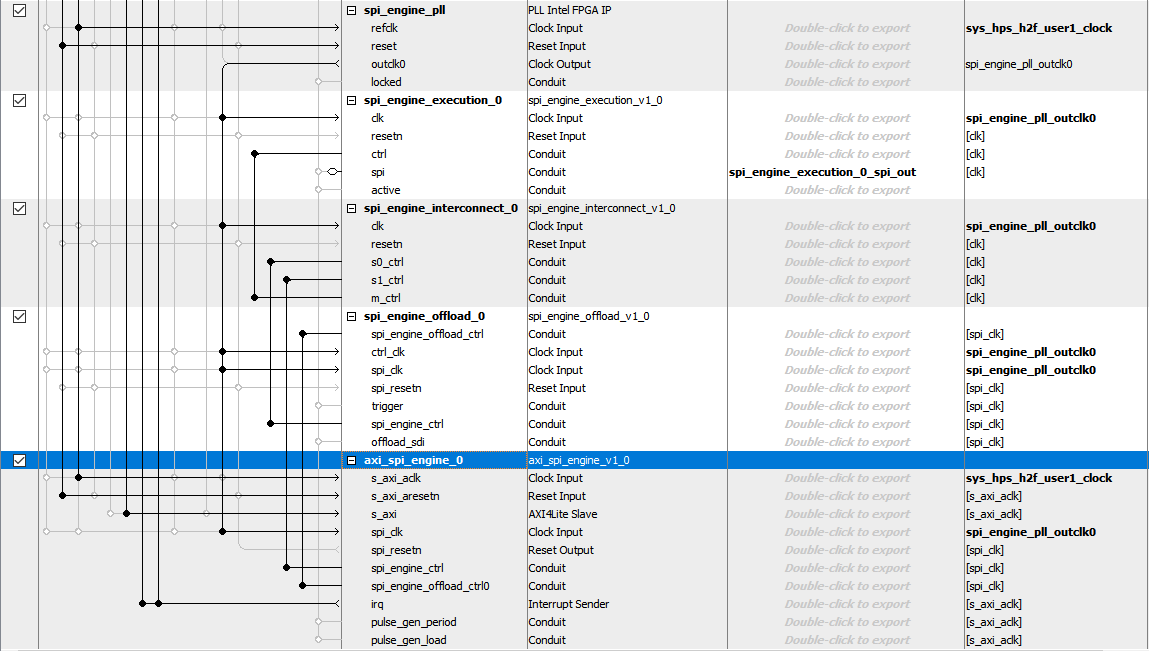 spi_engine_pll PLL Intel FPGA IP
refclk Clock Input Double-click to export sys_hps_h2f_user1_clock
reset Reset Input Double-click to export
outclk0 Clock Output Double-click to export spi_engine_pll_outclk0
locked Conduit Double-click to export
spi_engine_execution_0 spi_engine_execution_v1_0
clk Clock Input Double-click to export spi_engine_pll_outclk0
resetn Reset Input Double-click to export [clk]
ctrl Conduit Double-click to export [clk]
spi Conduit spi_engine_execution_0_spi_out [clk]
active Conduit Double-click to export
spi_engine_interconnect_0 spi_engine_interconnect_v1_0
clk Clock Input Double-click to export spi_engine_pll_outclk0
resetn Reset Input Double-click to export [clk]
s0_ctrl Conduit Double-click to export [clk]
s1_ctrl Conduit Double-click to export [clk]
m_ctrl Conduit Double-click to export [clk]
spi_engine_offload_0 spi_engine_offload_v1_0
spi_engine_offload_ctrl Conduit Double-click to export [spi_clk]
ctrl_clk Clock Input Double-click to export spi_engine_pll_outclk0
spi_clk Clock Input Double-click to export spi_engine_pll_outclk0
spi_resetn Reset Input Double-click to export [spi_clk]
trigger Conduit Double-click to export [spi_clk]
spi_engine_ctrl Conduit Double-click to export [spi_clk]
offload_sdi Conduit Double-click to export [spi_clk]
axi_spi_engine_0 axi_spi_engine_v1_0
s_axi_aclk Clock Input Double-click to export sys_hps_h2f_user1_clock
s_axi_aresetn Reset Input Double-click to export [s_axi_aclk]
s_axi AXI4Lite Slave Double-click to export [s_axi_aclk]
spi_clk Clock Input Double-click to export spi_engine_pll_outclk0
spi_resetn Reset Output Double-click to export [spi_clk]
spi_engine_ctrl Conduit Double-click to export [spi_clk]
spi_engine_offload_ctrl0 Conduit Double-click to export [spi_clk]
irq Interrupt Sender Double-click to export [s_axi_aclk]
pulse_gen_period Conduit Double-click to export [s_axi_aclk]
pulse_gen_load Conduit Double-click to export [s_axi_aclk]